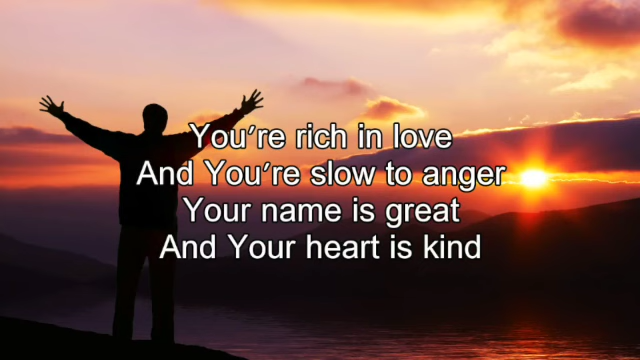 You're rich in love
And You're slow to anger
Your name is great
And Your heart is kind